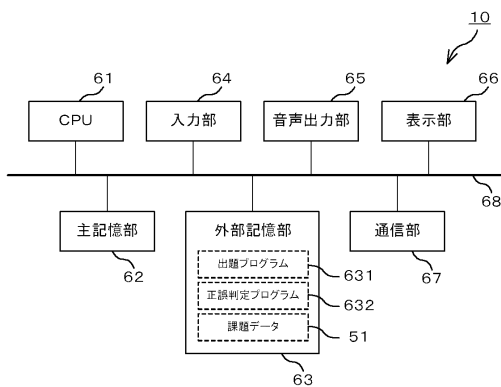 10
61
64
65
66
CPU
入力部
音声出力部
表示部
68
主記憶部
外部記憶部
通信部
出題プログラム
正誤判定プログラム
課題データ
62
631
632
51
67
63